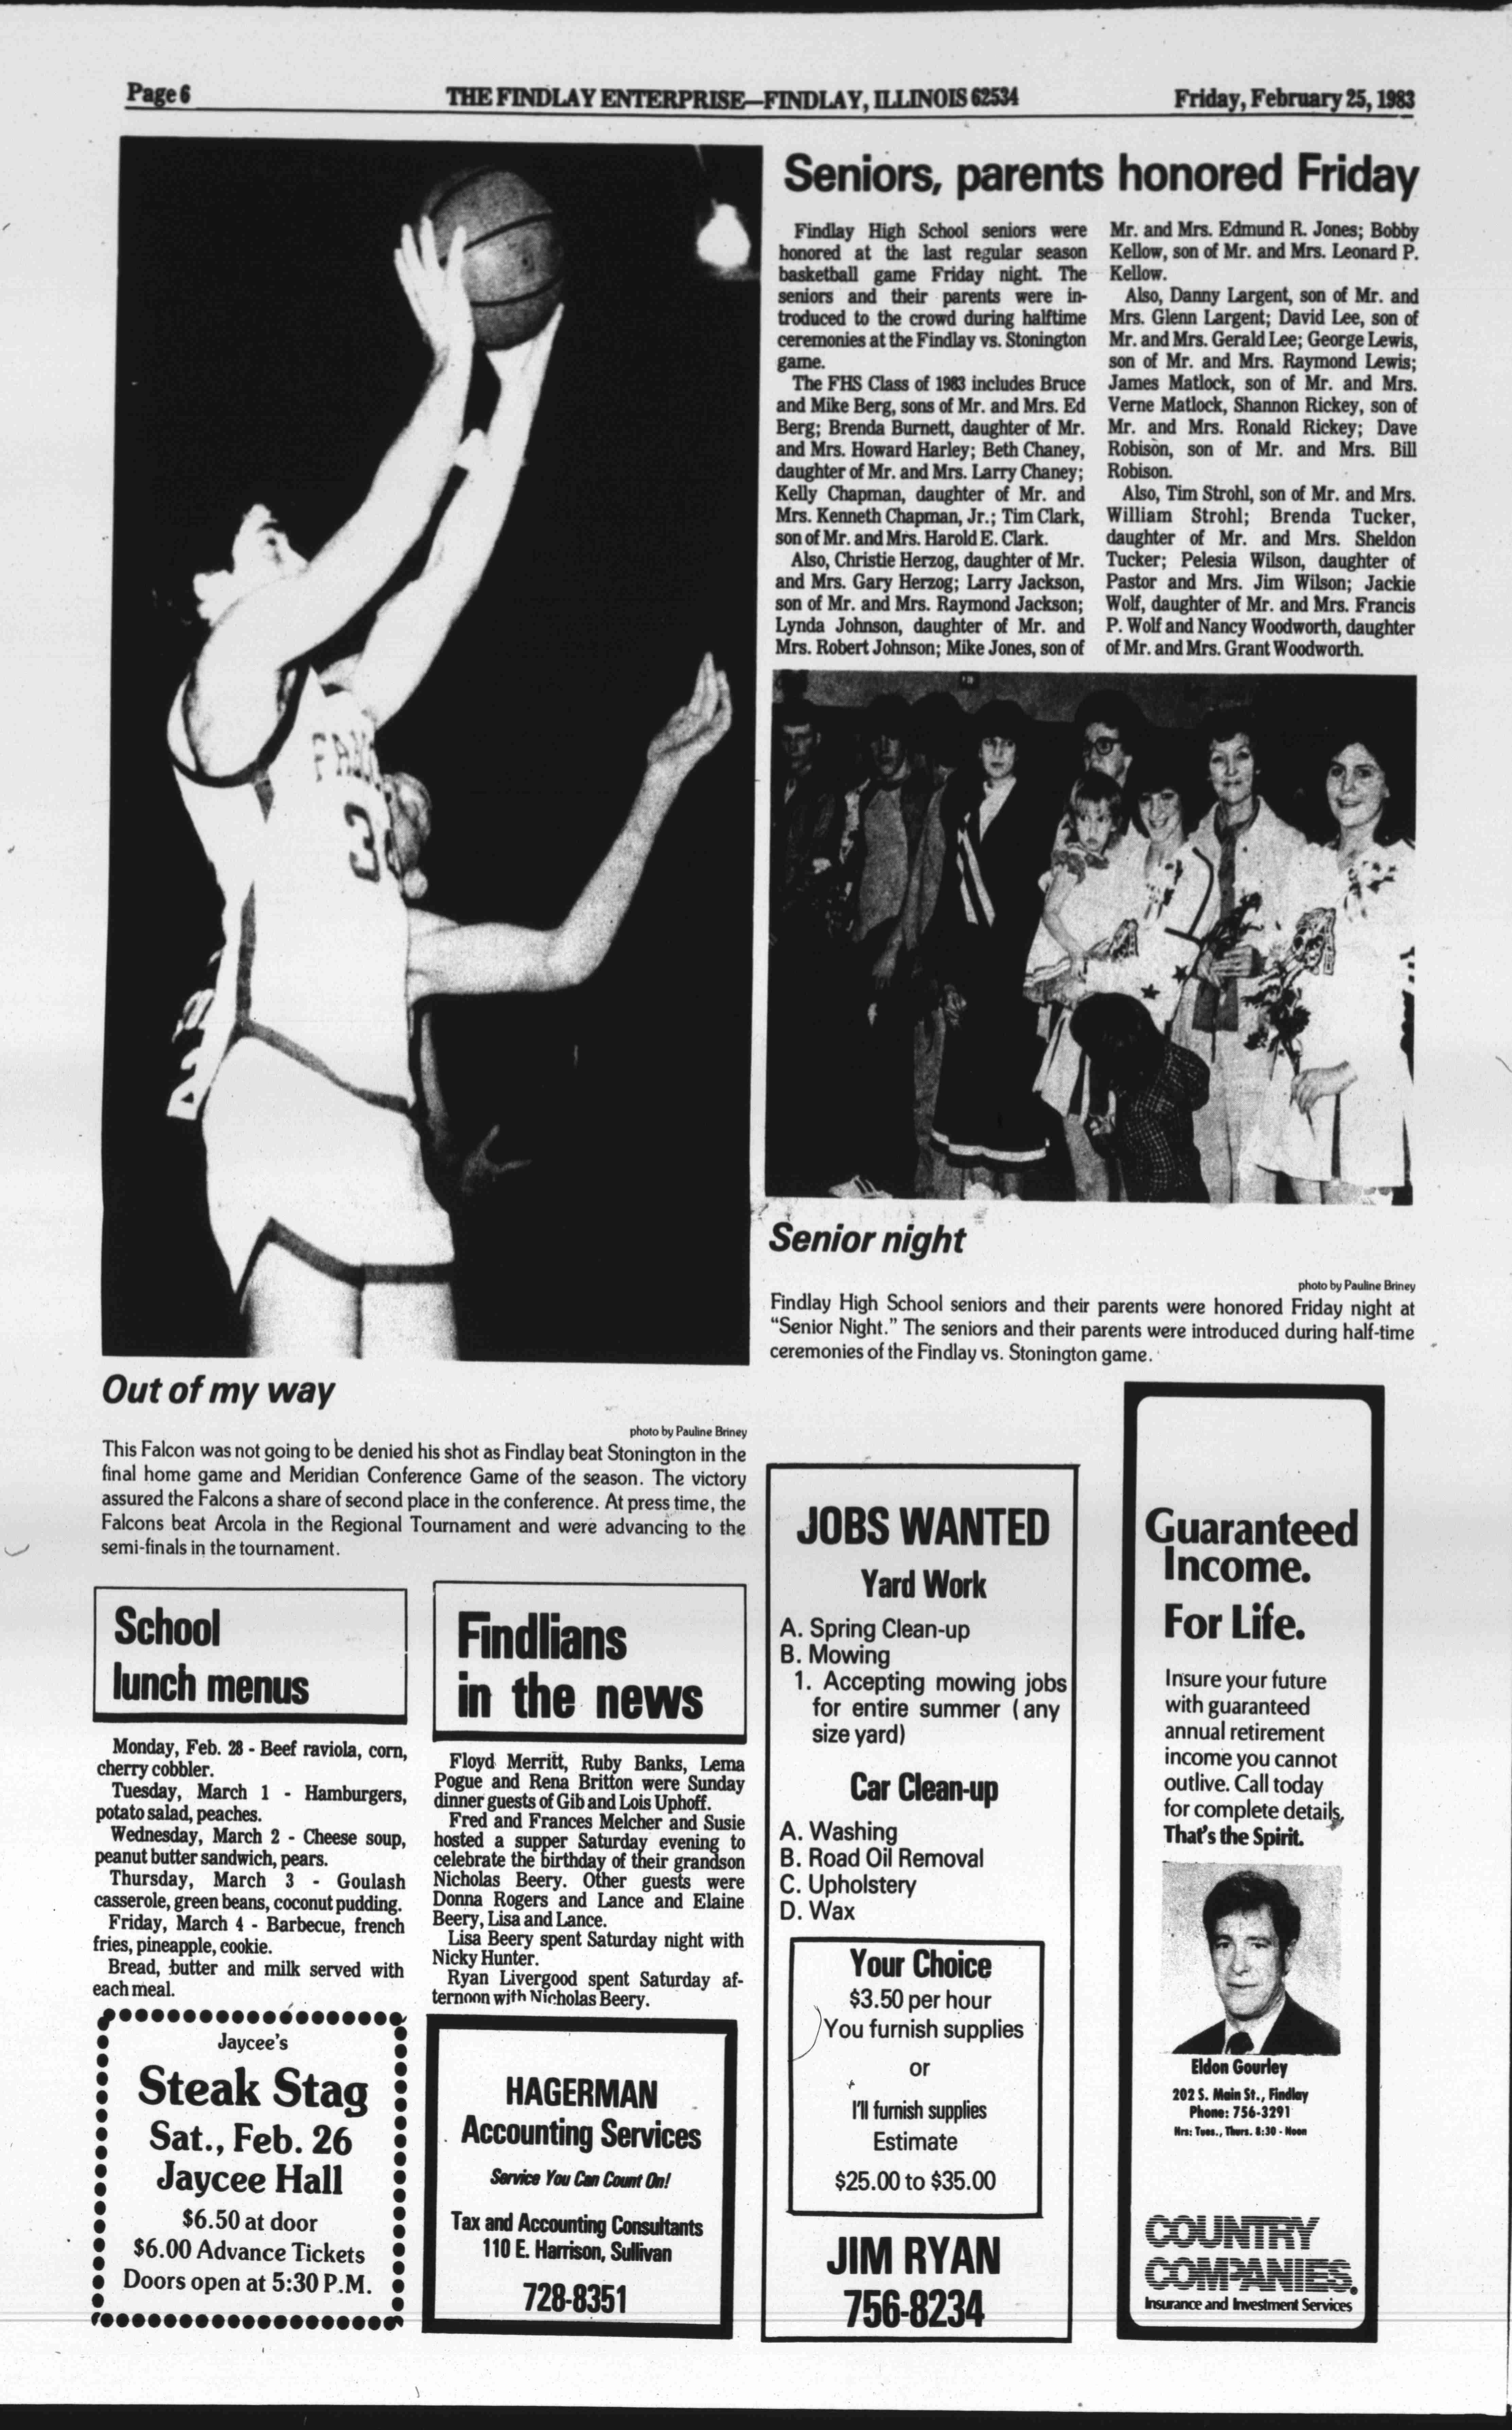 Page 6
THE FINDLAY ENTERPRISE—FINDLAY, ILLINOIS 62534
Friday, February 25, 1983
Seniors, parents honored Friday
Findlay High School seniors were
honored at the last regular season
basketball game Friday night. The
seniors and their parents were in-
troduced to the crowd during halftime
ceremonies at the Findlay vs. Stonington
game.
The FHS Class of 1983 includes Bruce
and Mike Berg, sons of Mr. and Mrs. Ed
Berg; Brenda Burnett, daughter of Mr.
and Mrs. Howard Harley; Beth Chaney,
daughter of Mr. and Mrs. Larry Chaney;
Kelly Chapman, daughter of Mr. and
Mrs. Kenneth Chapman, Jr.; Tim Clark,
son of Mr. and Mrs. Harold E. Clark.
Also, Christie Herzog, daughter of Mr.
and Mrs. Gary Herzog; Larry Jackson,
son of Mr. and Mrs. Raymond Jackson;
Lynda Johnson, daughter of Mr. and
Mrs. Robert Johnson; Mike Jones, son of
Mr. and Mrs. Edmund R. Jones; Bobby
Kellow, son of Mr. and Mrs. Leonard P.
Kellow.
Also, Danny Largent, son of Mr. and
Mrs. Glenn Largent; David Lee, son of
Mr. and Mrs. Gerald Lee; George Lewis,
son of Mr. and Mrs. Raymond Lewis;
James Matlock, son of Mr. and Mrs.
Verne Matlock, Shannon Rickey, son of
Mr. and Mrs. Ronald Rickey; Dave
Robison, son of Mr. and Mrs. Bill
Robison.
Also, Tim Strohl, son of Mr. and Mrs.
William Strohl; Brenda Tucker,
daughter of Mr. and Mrs. Sheldon
Tucker; Pelesia Wilson, daughter of
Pastor and Mrs. Jim Wilson; Jackie
Wolf, daughter of Mr. and Mrs. Francis
P. Wolf and Nancy Woodworth, daughter
of Mr. and Mrs. Grant Woodworth.
Senior night
photo by Pauline Briney
Findlay High School seniors and their parents were honored Friday night at
"Senior Night." The seniors and their parents were introduced during half-time
ceremonies of the Findlay vs. Stonington game.
Out of my way
photo by Pauline Briney
This Falcon was not going to be denied his shot as Findlay beat Stonington in the
final home game and Meridian Conference Game of the season. The victory
assured the Falcons a share of second place in the conference. At press time, the
Falcons beat Arcola in the Regional Tournament and were advancing to the
semi-finals in the tournament.
School
lunch menus
Monday, Feb. 28 - Beef raviola, corn,
cherry cobbler.
Tuesday, March 1 - Hamburgers,
potato salad, peaches.
Wednesday, March 2 - Cheese soup,
peanut butter sandwich, pears.
Thursday, March 3 - Goulash
casserole, green beans, coconut pudding.
Friday, March 4 - Barbecue, french
fries, pineapple, cookie.
Bread, butter and milk served with
each meal.
Jaycee's
Steak Stag
Sat., Feb. 26
Jaycee Hall
$6.50 at door
$6.00 Advance Tickets
Doors open at 5:30 P.M.
Findlians
in the news
Floyd Merritt, Ruby Banks, Lema
Pogue and Rena Britton were Sunday
dinner guests of Gib and Lois Uphoff.
Fred and Frances Melcher and Susie
hosted a supper Saturday evening to
celebrate the birthday of their grandson
Nicholas Beery. Other guests were
Donna Rogers and Lance and Elaine
Beery, Lisa and Lance.
Lisa Beery spent Saturday night with
Nicky Hunter.
Ryan Livergood spent Saturday af-
ternoon with Nicholas Beery.
HAGERMAN
Accounting Services
Service You Can Count On!
Tax and Accounting Consultants
110 E. Harrison, Sullivan
728-8351
JOBS WANTED
Yard Work
A. Spring Clean-up
B. Mowing
1. Accepting mowing jobs
for entire summer (any
size yard)
Car Clean-up
A. Washing
B. Road Oil Removal
C. Upholstery
D. Wax
Your Choice
$3.50 per hour
You furnish supplies
or
I'll furnish supplies
Estimate
$25.00 to $35.00
JIM RYAN
756-8234
Guaranteed
Income.
For Life.
Insure your future
with guaranteed
annual retirement
income you cannot
outlive. Call today
for complete details.
That's the Spirit.
Eldon Gourley
202 S. Main St., Findlay
Phone: 756-3291
Hrs: Tues., Thurs. 8:30 - Noon
COUNTRY
COMPANIES.
Insurance and Investment Services